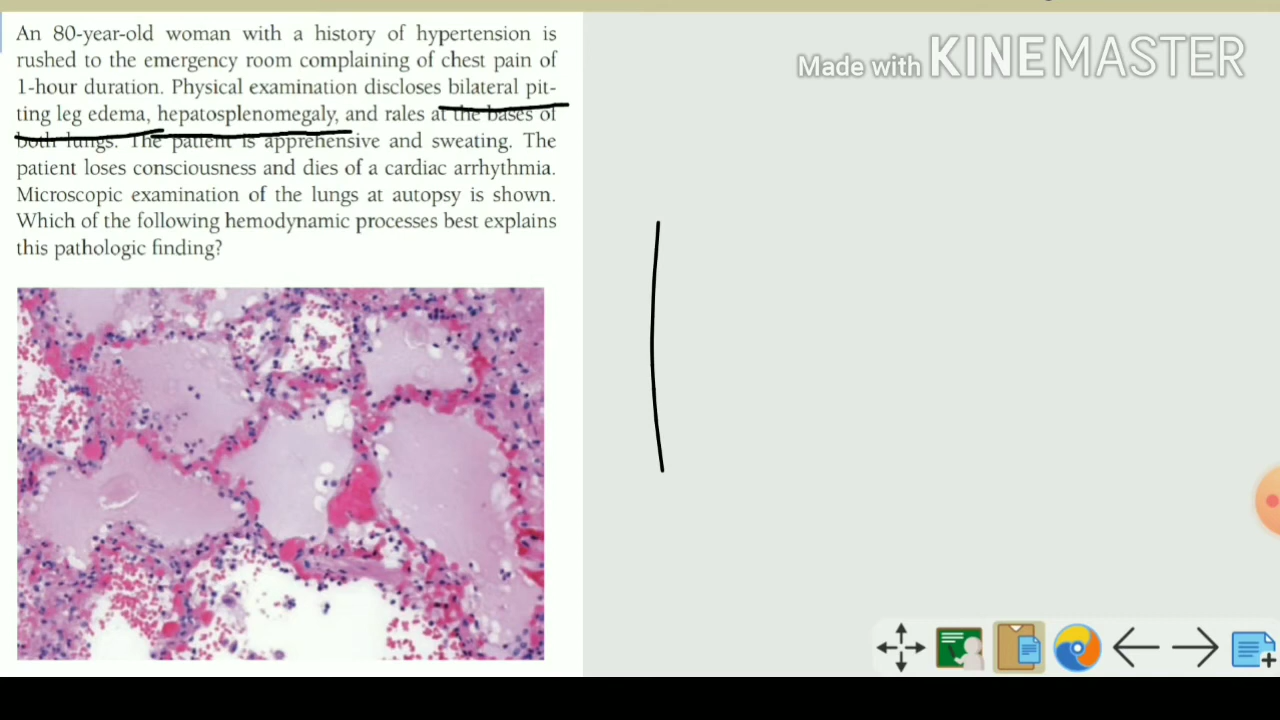 An 80-year-old woman with a history of hypertension is
rushed to the emergency room complaining of chest pain of
1-hour duration. Physical examination discloses bilateral pit-
ting leg edema, hepatosplenomegaly, and rales at the bases of
both lungs. The patient is apprehensive and sweating. The
patient loses consciousness and dies of a cardiac arrhythmia.
Microscopic examination of the lungs at autopsy is shown.
Which of the following hemodynamic processes best explains
this pathologic finding?
Made with KINEMASTER